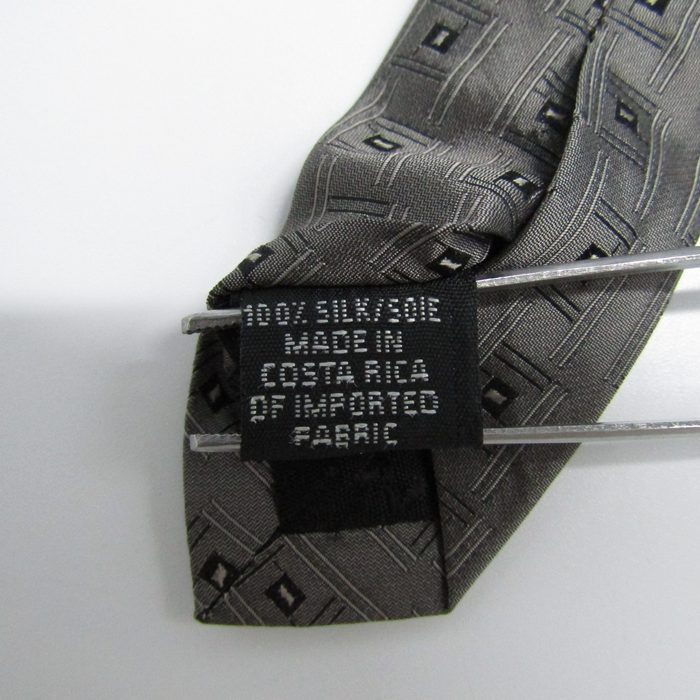 100% SILK/SOIE
MADE IN
COSTA RICA
OF IMPORTED
FABRIC